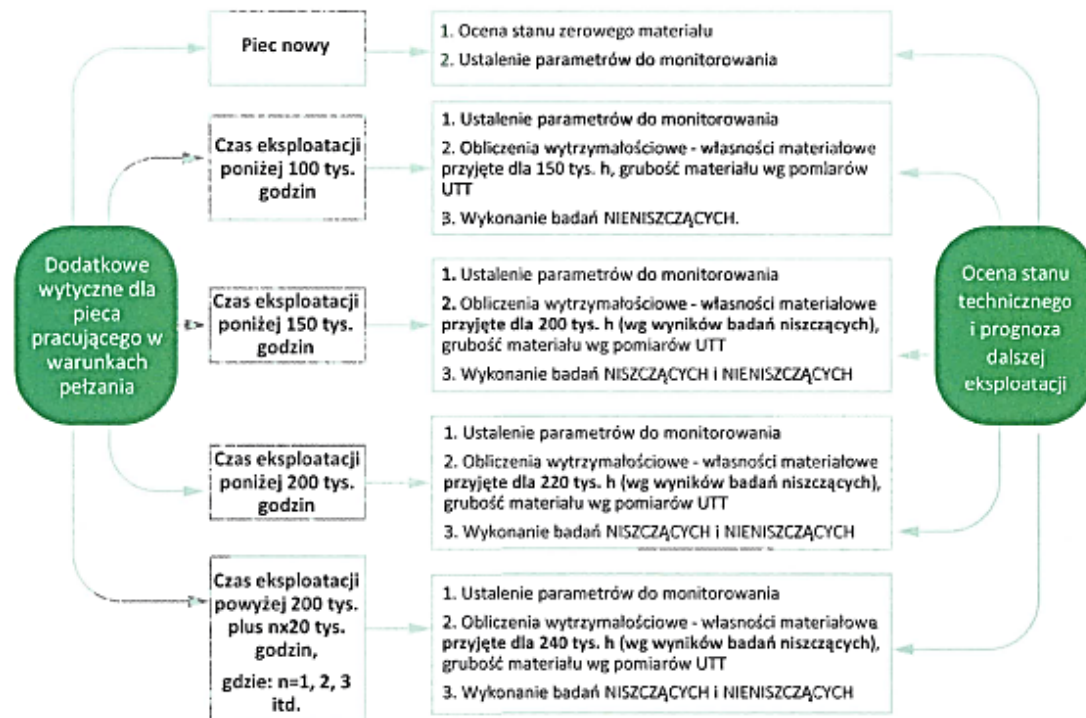 Piec nowy
1. Ocena stanu zerowego materiału
2. Ustalenie parametrów do monitorowania
Czas eksploatacji
poniżej 100 tys.
godzin
1. Ustalenie parametrów do monitorowania
2. Obliczenia wytrzymałościowe - własności materiałowe
przyjęte dla 150 tys. h, grubość materiału wg pomiarów
UTT
3. Wykonanie badań NIENISZCZĄCYCH.
Dodatkowe
wytyczne dla
pieca
pracującego w
warunkach
pełzania
Czas eksploatacji
poniżej 150 tys.
godzin
1. Ustalenie parametrów do monitorowania
2. Obliczenia wytrzymałościowe - własności materiałowe
przyjęte dla 200 tys. h (wg wyników badań niszczących),
grubość materiału wg pomiarów UTT
3. Wykonanie badań NISZCZĄCYCH i NIENISZCZĄCYCH
Ocena stanu
technicznego
i prognoza
dalszej
eksploatacji
Czas eksploatacji
poniżej 200 tys.
godzin
1. Ustalenie parametrów do monitorowania
2. Obliczenia wytrzymałościowe - własności materiałowe
przyjęte dla 220 tys. h (wg wyników badań niszczących),
grubość materiału wg pomiarów UTT
3. Wykonanie badań NISZCZĄCYCH i NIENISZCZĄCYCH
Czas eksploatacji
powyżej 200 tys.
plus nx20 tys.
godzin,
gdzie: n=1, 2, 3
itd.
1. Ustalenie parametrów do monitorowania
2. Obliczenia wytrzymałościowe - własności materiałowe
przyjęte dla 240 tys. h (wg wyników badań niszczących),
grubość materiału wg pomiarów UTT
3. Wykonanie badań NISZCZĄCYCH i NIENISZCZĄCYCH